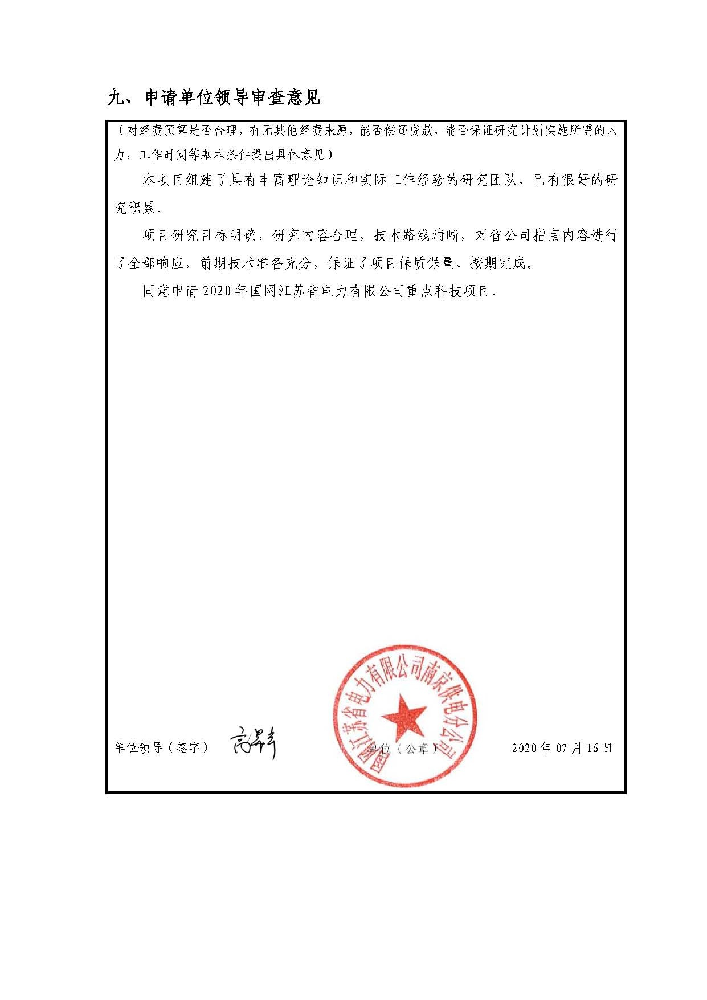 九、申请单位领导审查意见
（对经费预算是否合理，有无其他经费来源，能否偿还贷款，能否保证研究计划实施所需的人
力，工作时间等基本条件提出具体意见）
本项目组建了具有丰富理论知识和实际工作经验的研究团队，已有很好的研
究积累。
项目研究目标明确，研究内容合理，技术路线清晰，对省公司指南内容进行
了全部响应，前期技术准备充分，保证了项目保质保量、按期完成。
同意申请 2020 年国网江苏省电力有限公司重点科技项目。
国网江苏省电力有限公司南京供电分公司
单位领导（签字） 单位（公章） 2020 年 07 月 16 日